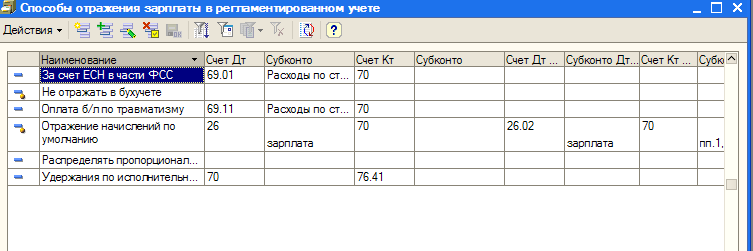 Способы отражения зарплаты в регламентированном учете
Действия
Наименование Счет Дт Субконто Счет Кт Субконто Счет Дт ... Субконто Дт... Счет Кт ... Субко
За счет ЕСН в части ФСС 69.01 Расходы по ст... 70
Не отражать в бухучете
Оплата б/л по травматизму 69.11 Расходы по ст... 70
Отражение начислений по 26 70 26.02 70
умолчанию зарплата зарплата пп.1,
Распределять пропорционал...
Удержания по исполнительн... 70 76.41